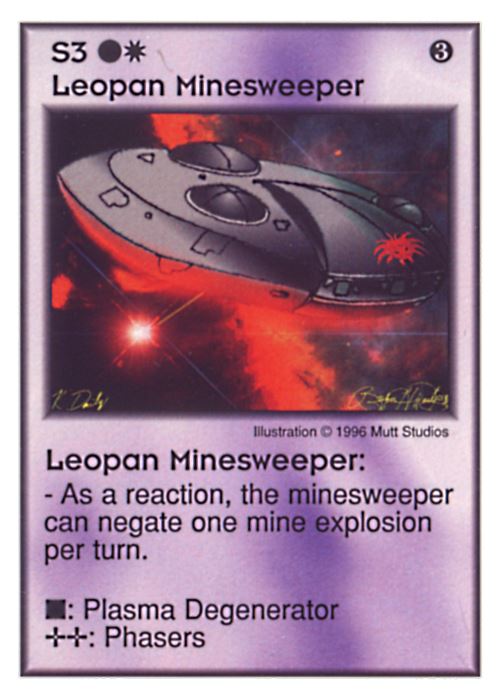 S3 ●✷ ❸
Leopan Minesweeper
Illustration © 1996 Mutt Studios
Leopan Minesweeper:
- As a reaction, the minesweeper
can negate one mine explosion
per turn.
■: Plasma Degenerator
✢✢: Phasers